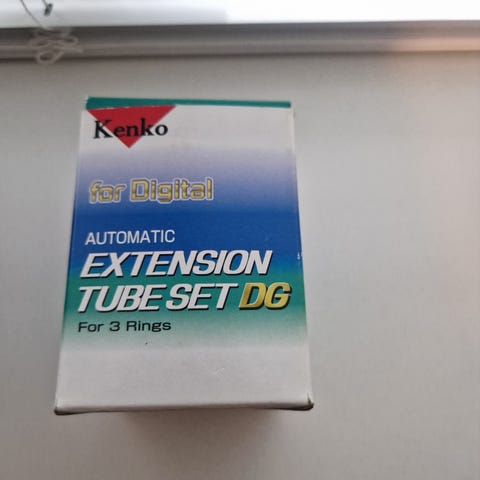 Kenko
for Digital
AUTOMATIC
EXTENSION
TUBE SET DG
For 3 Rings